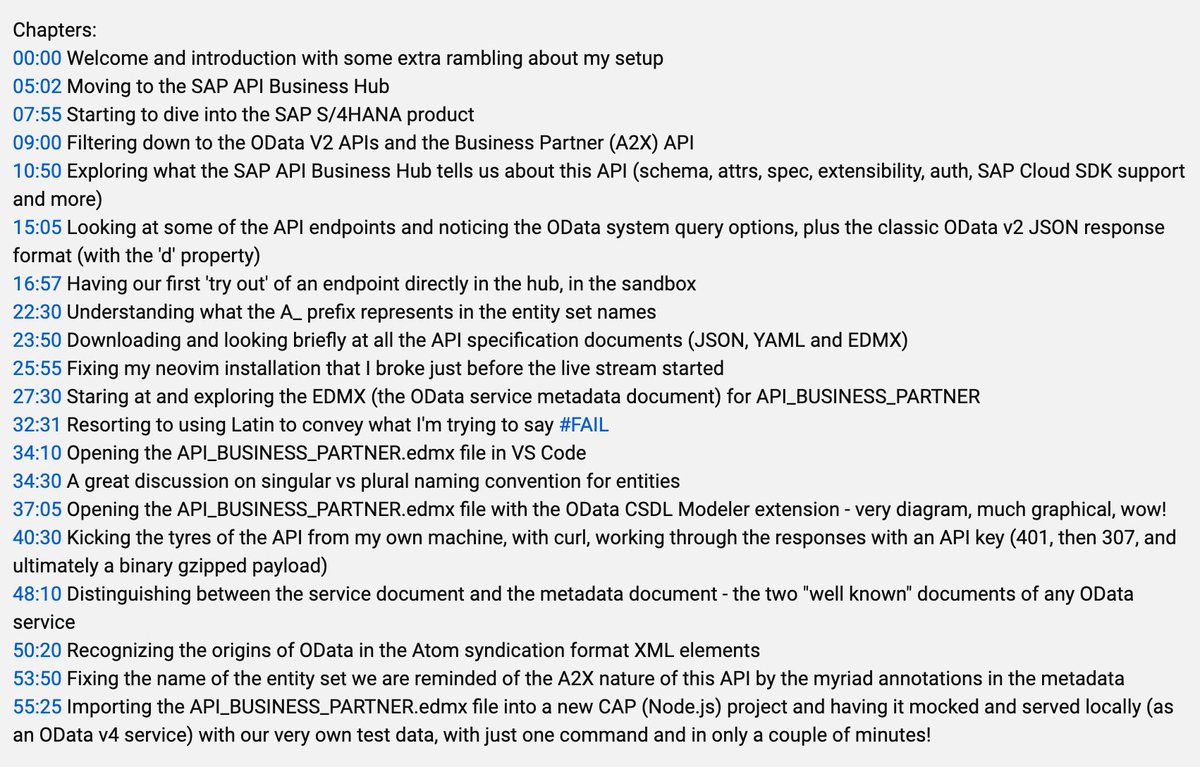 Chapters:
00:00 Welcome and introduction with some extra rambling about my setup
05:02 Moving to the SAP API Business Hub
07:55 Starting to dive into the SAP S/4HANA product
09:00 Filtering down to the OData V2 APIs and the Business Partner (A2X) API
10:50 Exploring what the SAP API Business Hub tells us about this API (schema, attrs, spec, extensibility, auth, SAP Cloud SDK support
and more)
15:05 Looking at some of the API endpoints and noticing the OData system query options, plus the classic OData v2 JSON response
format (with the 'd' property)
16:57 Having our first 'try out' of an endpoint directly in the hub, in the sandbox
22:30 Understanding what the A_ prefix represents in the entity set names
23:50 Downloading and looking briefly at all the API specification documents (JSON, YAML and EDMX)
25:55 Fixing my neovim installation that I broke just before the live stream started
27:30 Staring at and exploring the EDMX (the OData service metadata document) for API_BUSINESS_PARTNER
32:31 Resorting to using Latin to convey what I'm trying to say #FAIL
34:10 Opening the API_BUSINESS_PARTNER.edmx file in VS Code
34:30 A great discussion on singular vs plural naming convention for entities
37:05 Opening the API_BUSINESS_PARTNER.edmx file with the OData CSDL Modeler extension - very diagram, much graphical, wow!
40:30 Kicking the tyres of the API from my own machine, with curl, working through the responses with an API key (401, then 307, and
ultimately a binary gzipped payload)
48:10 Distinguishing between the service document and the metadata document - the two "well known" documents of any OData
service
50:20 Recognizing the origins of OData in the Atom syndication format XML elements
53:50 Fixing the name of the entity set we are reminded of the A2X nature of this API by the myriad annotations in the metadata
55:25 Importing the API_BUSINESS_PARTNER.edmx file into a new CAP (Node.js) project and having it mocked and served locally (as
an OData v4 service) with our very own test data, with just one command and in only a couple of minutes!